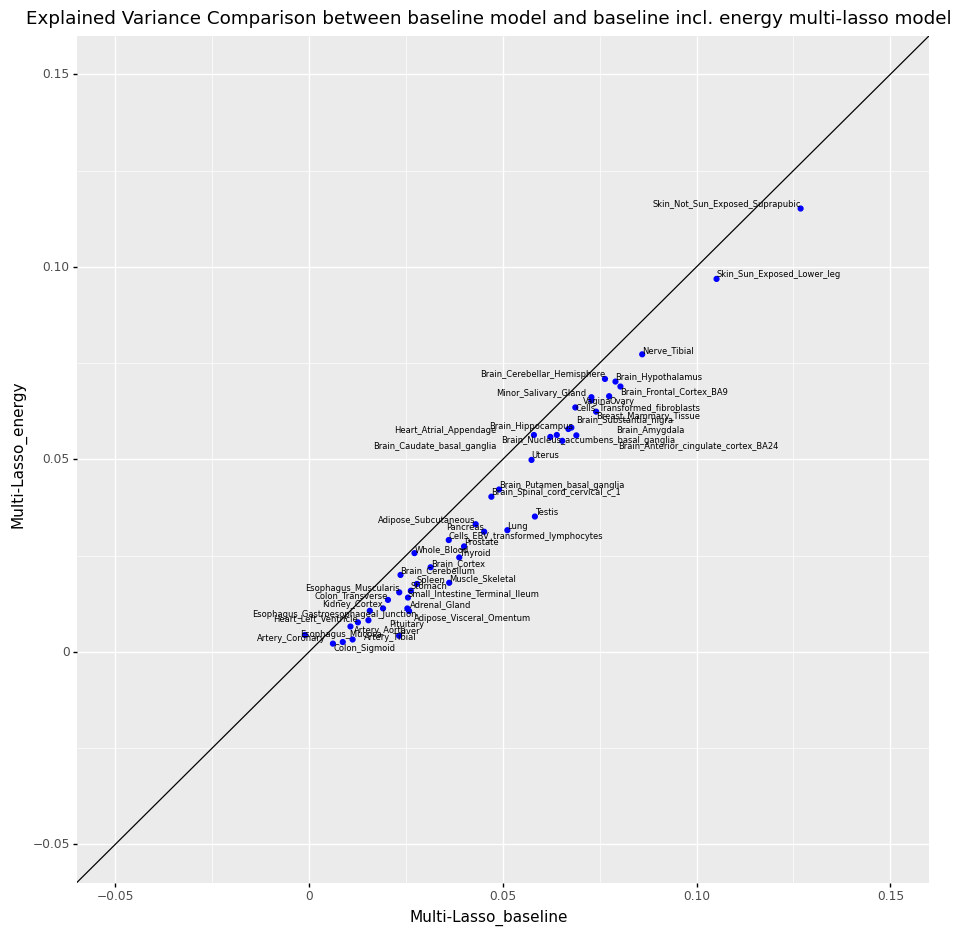 Explained Variance Comparison between baseline model and baseline incl. energy multi-lasso model
0.15
Skin_Not_Sun_Exposed_Suprapubic
0.10
Skin_Sun_Exposed_Lower_leg
Nerve_Tibial
Brain_Cerebellar_Hemisphere
Brain_Hypothalamus
Minor_Salivary_Gland
Brain_Frontal_Cortex_BA9
Vagina
Ovary
Cells_Transformed_fibroblasts
Breast_Mammary_Tissue
Brain_Substantia_nigra
Heart_Atrial_Appendage
Brain_Hippocampus
Brain_Amygdala
Brain_Nucleus_accumbens_basal_ganglia
Brain_Caudate_basal_ganglia
Brain_Anterior_cingulate_cortex_BA24
0.05
Uterus
Brain_Putamen_basal_ganglia
Brain_Spinal_cord_cervical_c_1
Testis
Adipose_Subcutaneous
Pancreas
Lung
Cells_EBV_transformed_lymphocytes
Prostate
Whole_Blood
Thyroid
Brain_Cortex
Brain_Cerebellum
Spleen
Muscle_Skeletal
Esophagus_Muscularis
Stomach
Colon_Transverse
Small_Intestine_Terminal_Ileum
Kidney_Cortex
Adrenal_Gland
Esophagus_Gastroesophageal_Junction
Heart_Left_Ventricle
Adipose_Visceral_Omentum
Pituitary
Artery_Aorta
Liver
Esophagus_Mucosa
Artery_Coronary
Artery_Tibial
Colon_Sigmoid
0
−0.05
−0.05
0
0.05
0.10
0.15
Multi-Lasso_baseline
Multi-Lasso_energy